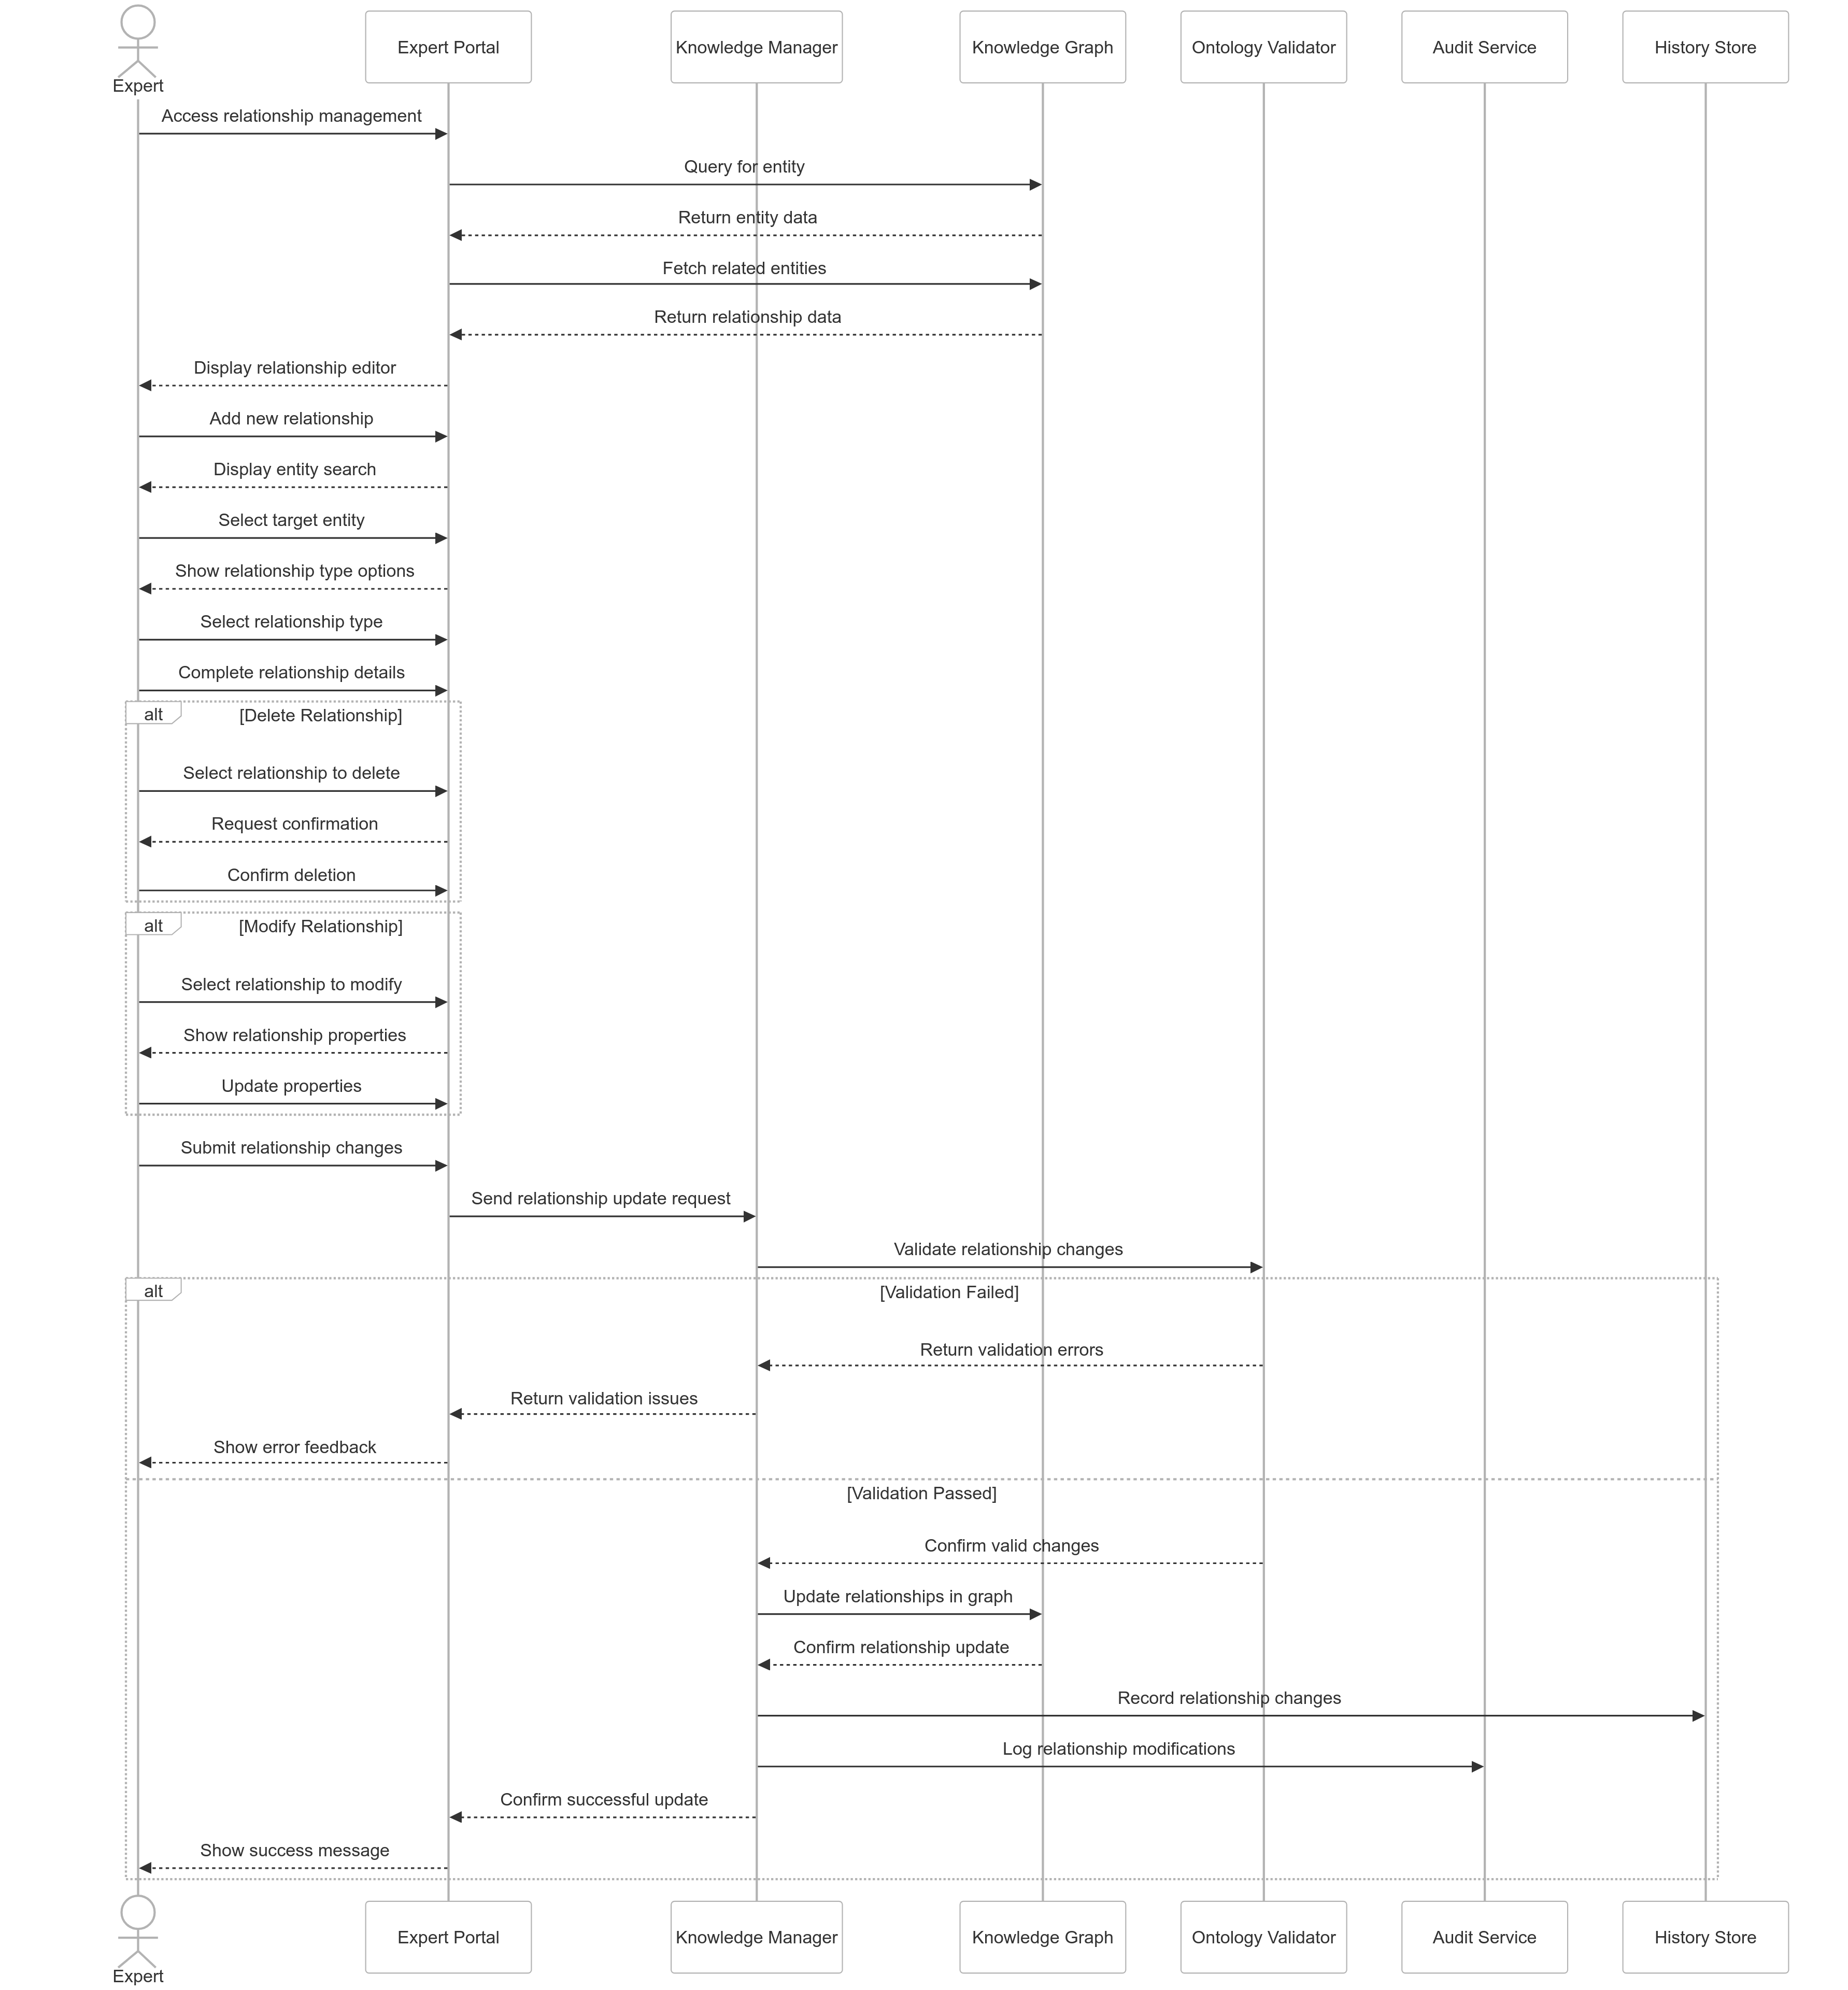 Expert
Expert Portal
Knowledge Manager
Knowledge Graph
Ontology Validator
Audit Service
History Store
Access relationship management
Query for entity
Return entity data
Fetch related entities
Return relationship data
Display relationship editor
Add new relationship
Display entity search
Select target entity
Show relationship type options
Select relationship type
Complete relationship details
alt
[Delete Relationship]
Select relationship to delete
Request confirmation
Confirm deletion
alt
[Modify Relationship]
Select relationship to modify
Show relationship properties
Update properties
Submit relationship changes
Send relationship update request
Validate relationship changes
alt
[Validation Failed]
Return validation errors
Return validation issues
Show error feedback
[Validation Passed]
Confirm valid changes
Update relationships in graph
Confirm relationship update
Record relationship changes
Log relationship modifications
Confirm successful update
Show success message
Expert
Expert Portal
Knowledge Manager
Knowledge Graph
Ontology Validator
Audit Service
History Store